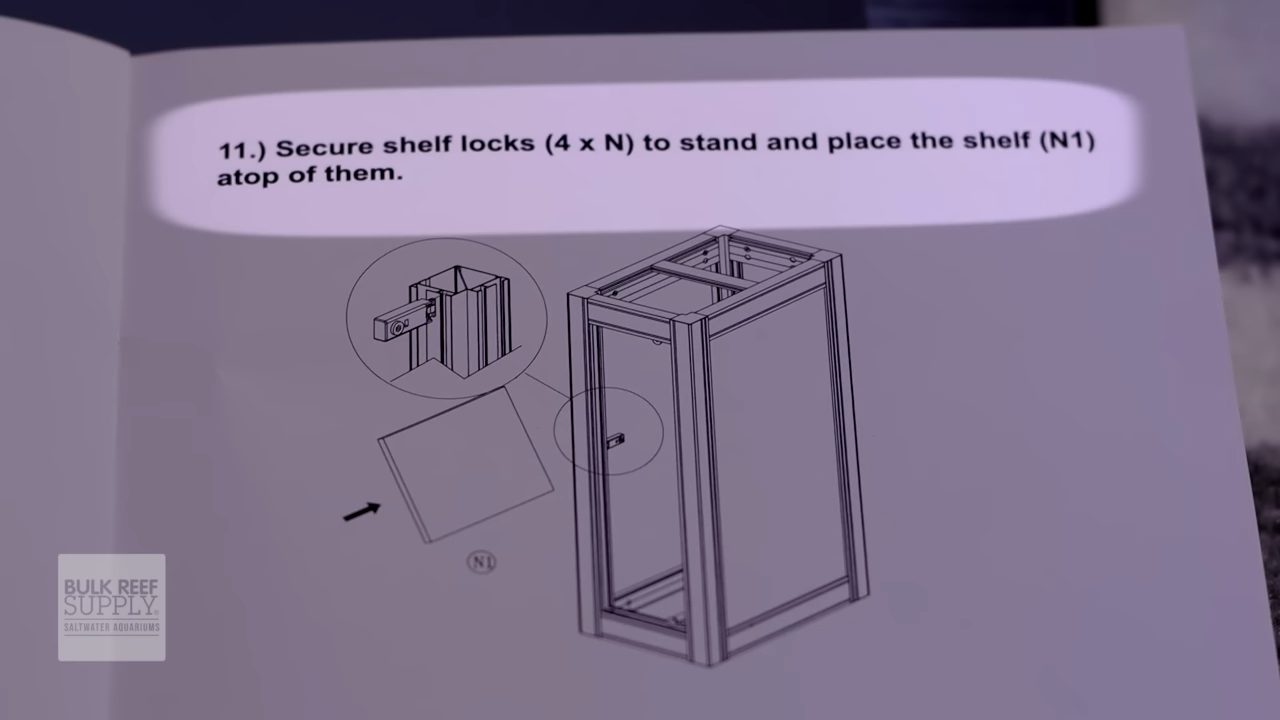 11.) Secure shelf locks (4 x N) to stand and place the shelf (N1)
atop of them.
N1
BULK REEF
SUPPLY
SALTWATER AQUARIUMS